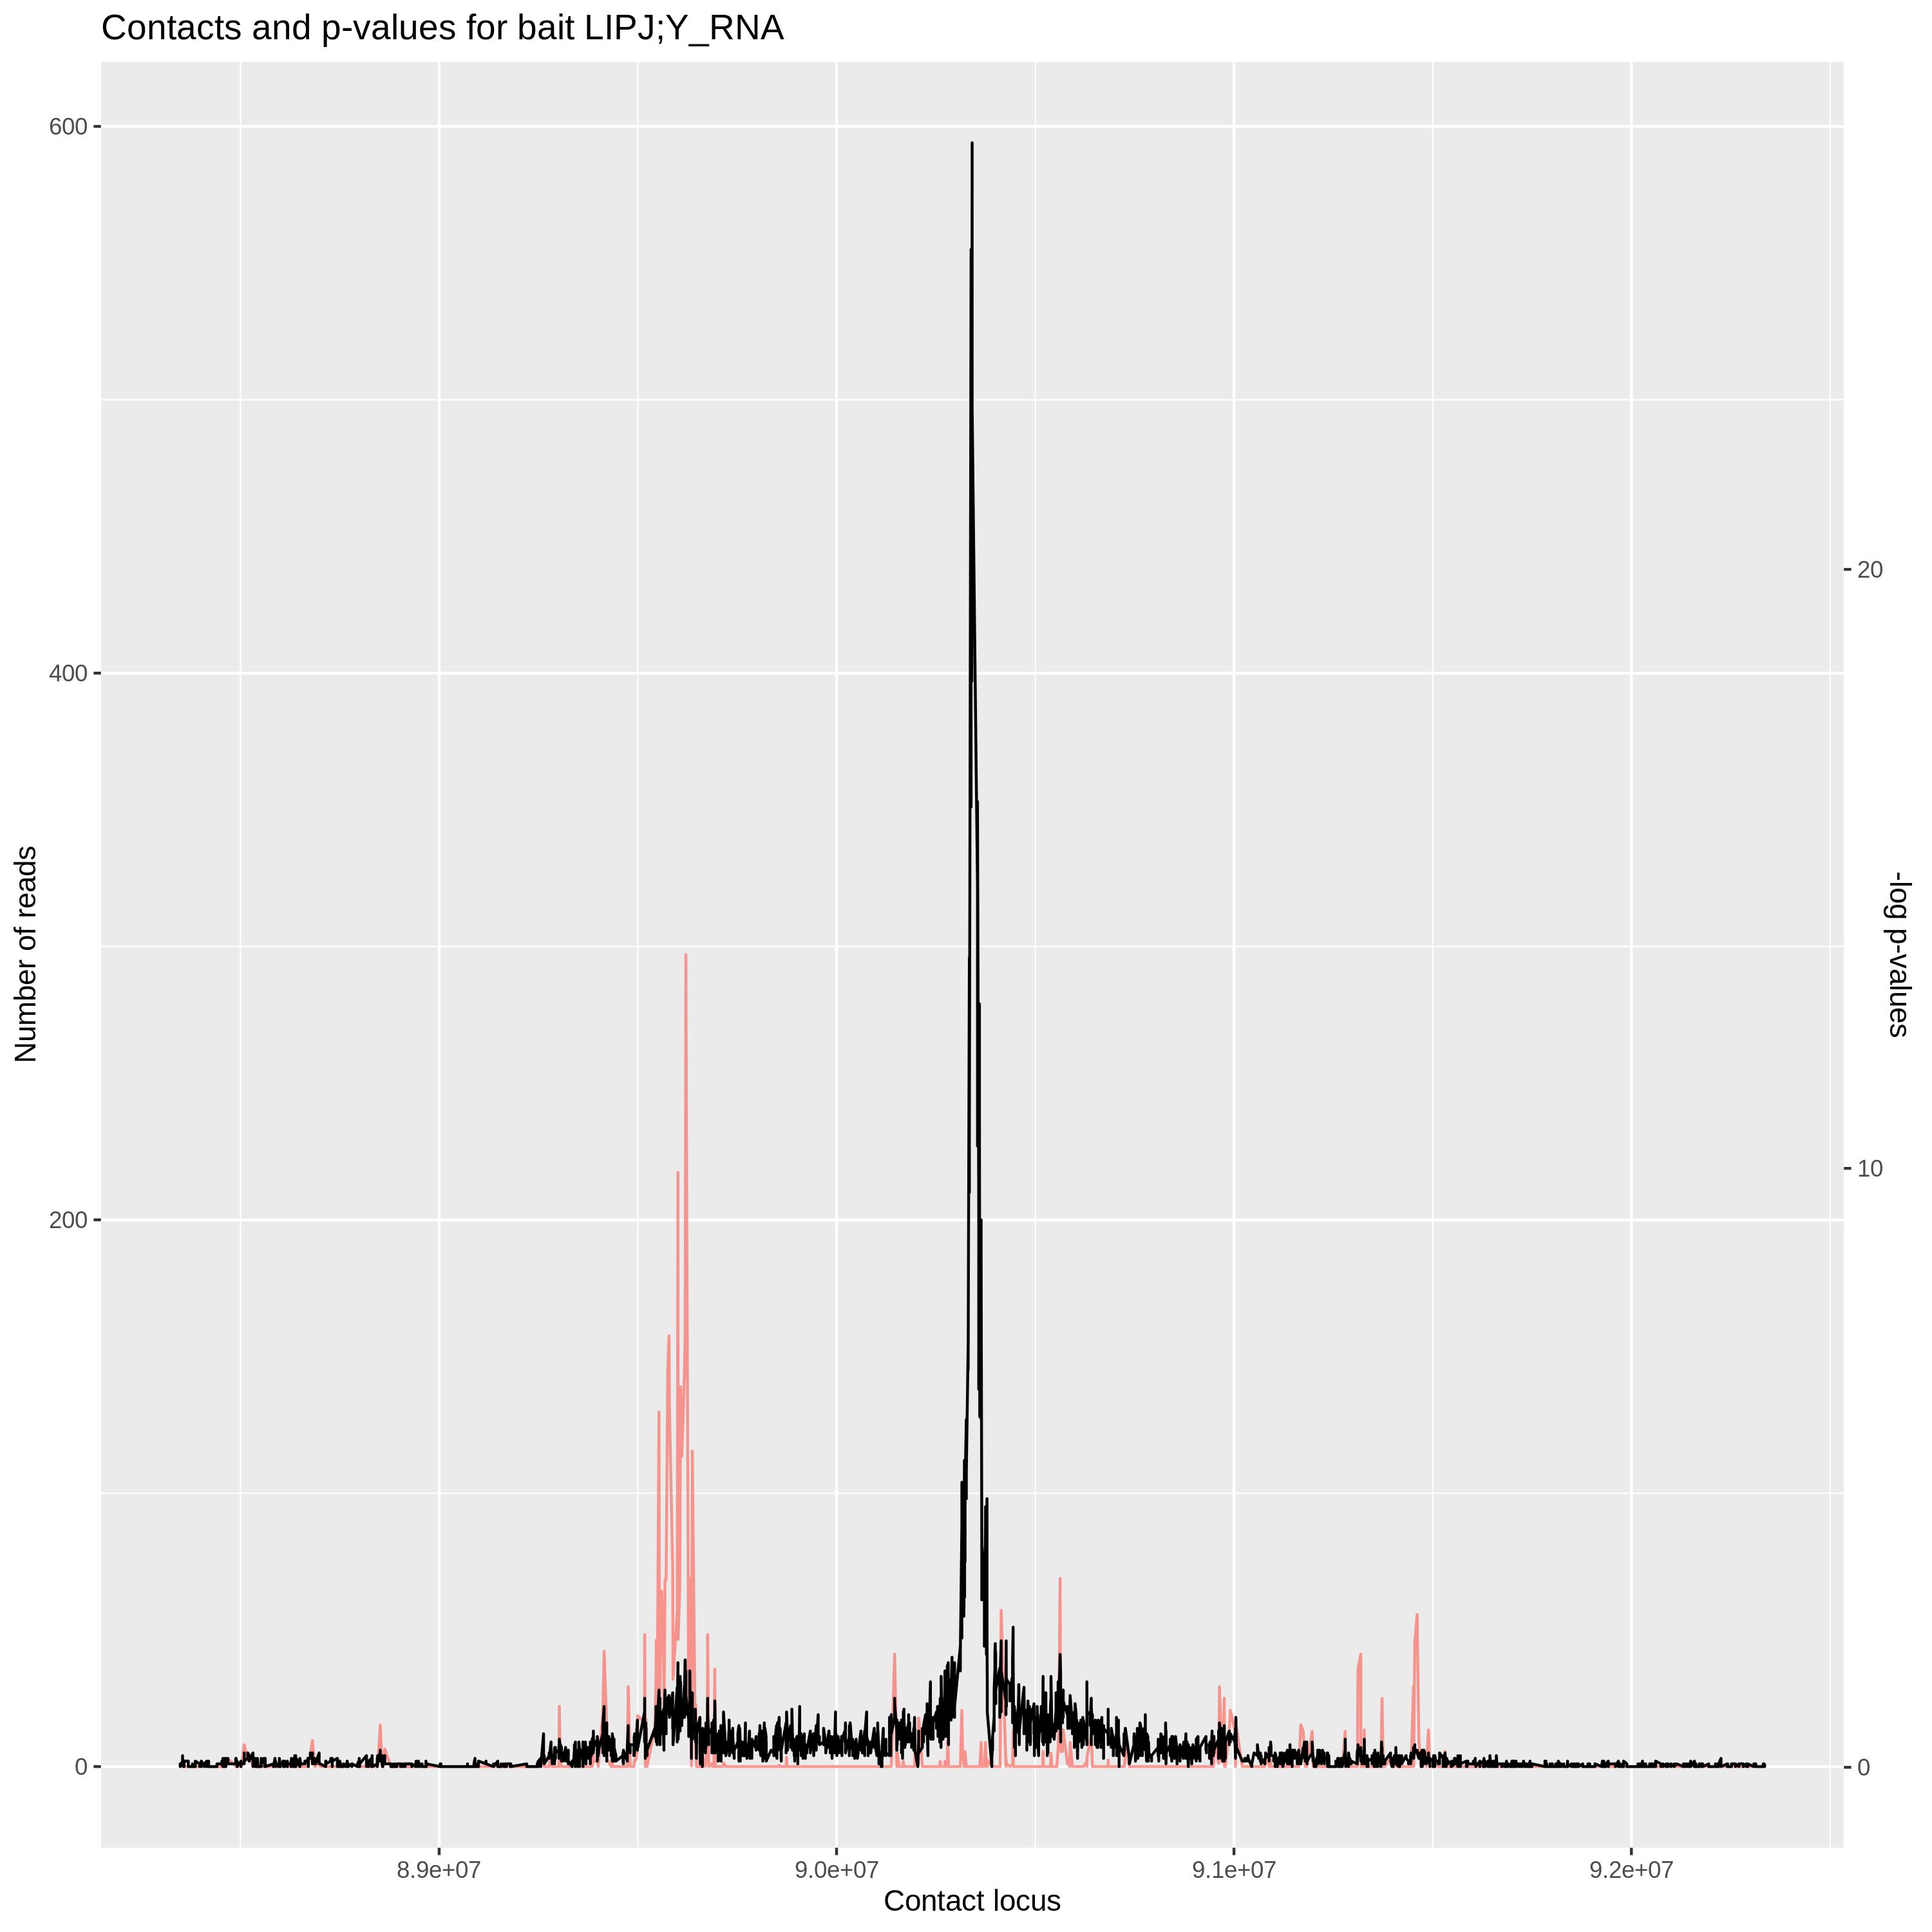 Contacts and p-values for bait LIPJ;Y_RNA
600
400
200
0
Number of reads
20
10
0
-log p-values
8.9e+07
9.0e+07
9.1e+07
9.2e+07
Contact locus